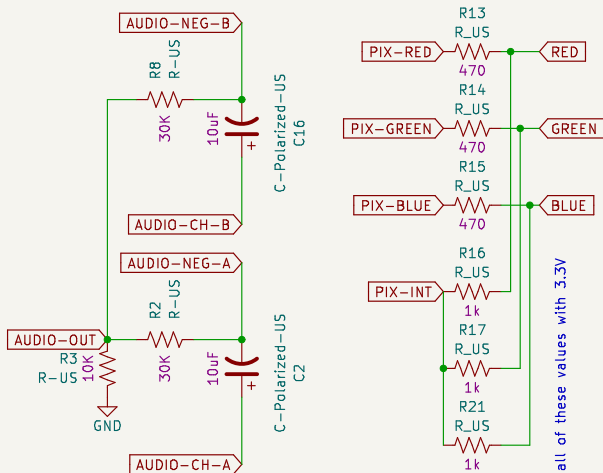 AUDIO-NEG-B
R8
R-US
30K
10uF
C-Polarized-US
C16
AUDIO-CH-B
AUDIO-NEG-A
R2
R-US
30K
10uF
C-Polarized-US
C2
AUDIO-OUT
R3
R-US
10K
GND
AUDIO-CH-A
R13
R_US
PIX-RED
470
RED
R14
R_US
PIX-GREEN
470
GREEN
R15
R_US
PIX-BLUE
470
BLUE
R16
R_US
PIX-INT
1k
R17
R_US
1k
R21
R_US
1k
all of these values with 3.3V